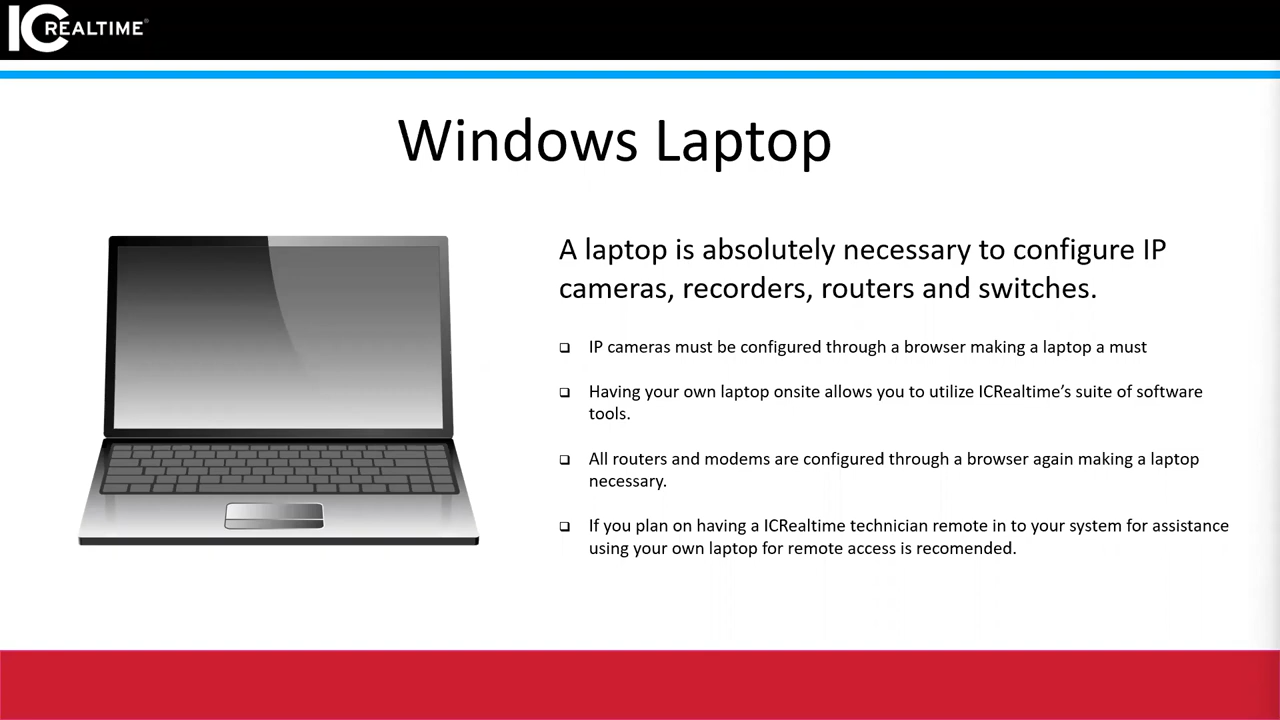 IC REALTIME®
Windows Laptop
A laptop is absolutely necessary to configure IP
cameras, recorders, routers and switches.
❑ IP cameras must be configured through a browser making a laptop a must
❑ Having your own laptop onsite allows you to utilize ICRealtime’s suite of software
tools.
❑ All routers and modems are configured through a browser again making a laptop
necessary.
❑ If you plan on having a ICRealtime technician remote in to your system for assistance
using your own laptop for remote access is recomended.